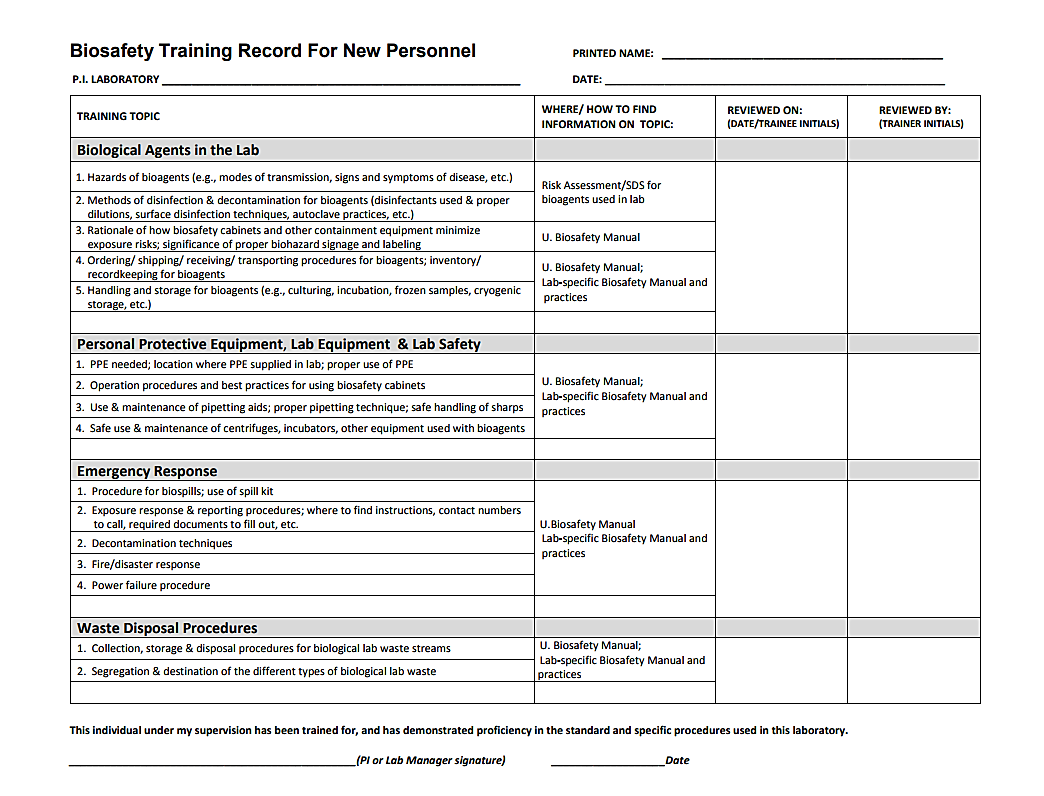 Biosafety Training Record For New Personnel
PRINTED NAME:
P.I. LABORATORY
DATE:
TRAINING TOPIC
WHERE/ HOW TO FIND
INFORMATION ON TOPIC:
REVIEWED ON:
(DATE/TRAINEE INITIALS)
REVIEWED BY:
(TRAINER INITIALS)
Biological Agents in the Lab
1. Hazards of bioagents (e.g., modes of transmission, signs and symptoms of disease, etc.)
2. Methods of disinfection & decontamination for bioagents (disinfectants used & proper
dilutions, surface disinfection techniques, autoclave practices, etc.)
Risk Assessment/SDS for
bioagents used in lab
3. Rationale of how biosafety cabinets and other containment equipment minimize
exposure risks; significance of proper biohazard signage and labeling
U. Biosafety Manual
4. Ordering/ shipping/ receiving/ transporting procedures for bioagents; inventory/
recordkeeping for bioagents
5. Handling and storage for bioagents (e.g., culturing, incubation, frozen samples, cryogenic
storage, etc.)
U. Biosafety Manual;
Lab-specific Biosafety Manual and
practices
Personal Protective Equipment, Lab Equipment & Lab Safety
1. PPE needed; location where PPE supplied in lab; proper use of PPE
2. Operation procedures and best practices for using biosafety cabinets
3. Use & maintenance of pipetting aids; proper pipetting technique; safe handling of sharps
4. Safe use & maintenance of centrifuges, incubators, other equipment used with bioagents
U. Biosafety Manual;
Lab-specific Biosafety Manual and
practices
Emergency Response
1. Procedure for biospills; use of spill kit
2. Exposure response & reporting procedures; where to find instructions, contact numbers
to call, required documents to fill out, etc.
2. Decontamination techniques
3. Fire/disaster response
4. Power failure procedure
U.Biosafety Manual
Lab-specific Biosafety Manual and
practices
Waste Disposal Procedures
1. Collection, storage & disposal procedures for biological lab waste streams
2. Segregation & destination of the different types of biological lab waste
U. Biosafety Manual;
Lab-specific Biosafety Manual and
practices
This individual under my supervision has been trained for, and has demonstrated proficiency in the standard and specific procedures used in this laboratory.
(PI or Lab Manager signature)
Date